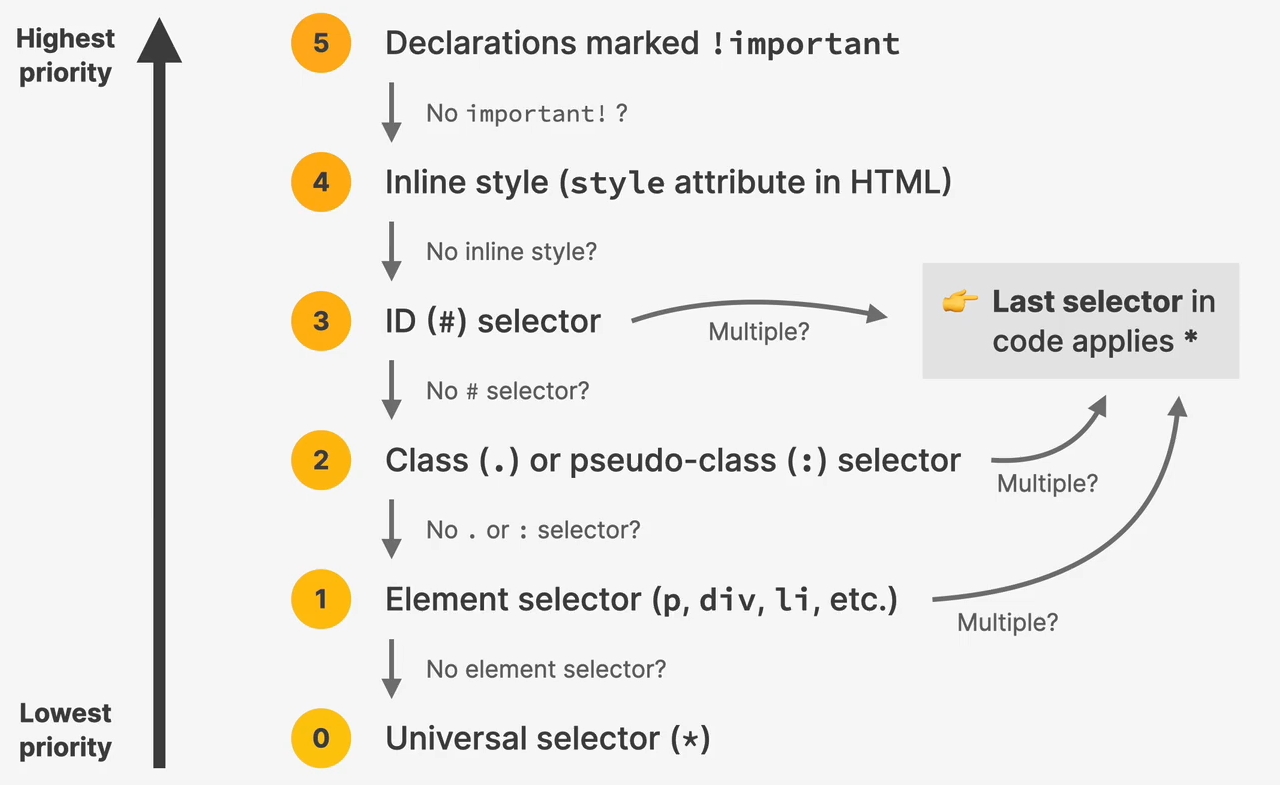 Highest
priority
5
Declarations marked !important
No important! ?
4
Inline style (style attribute in HTML)
No inline style?
3
ID (#) selector
Multiple?
👉 Last selector in
code applies *
No # selector?
2
Class (.) or pseudo-class (:) selector
Multiple?
No . or : selector?
1
Element selector (p, div, li, etc.)
Multiple?
No element selector?
Lowest
priority
0
Universal selector (*)